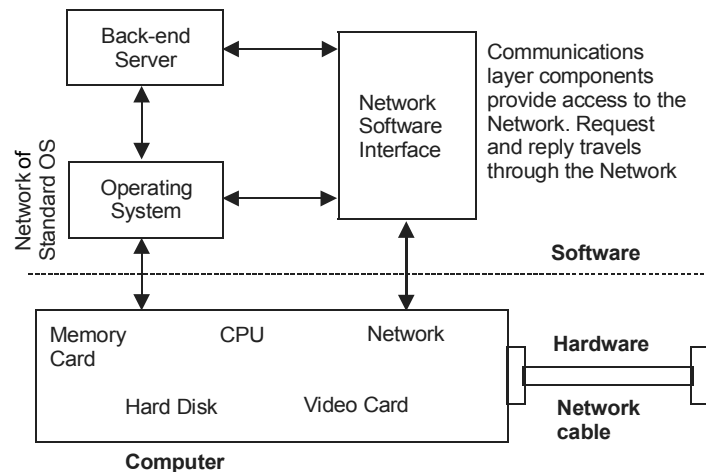 Back-end
Server
Network
Software
Interface
Communications
layer components
provide access to the
Network. Request
and reply travels
through the Network
Network of
Standard OS
Operating
System
Software
Memory
Card
CPU
Network
Hard Disk
Video Card
Hardware
Network
cable
Computer